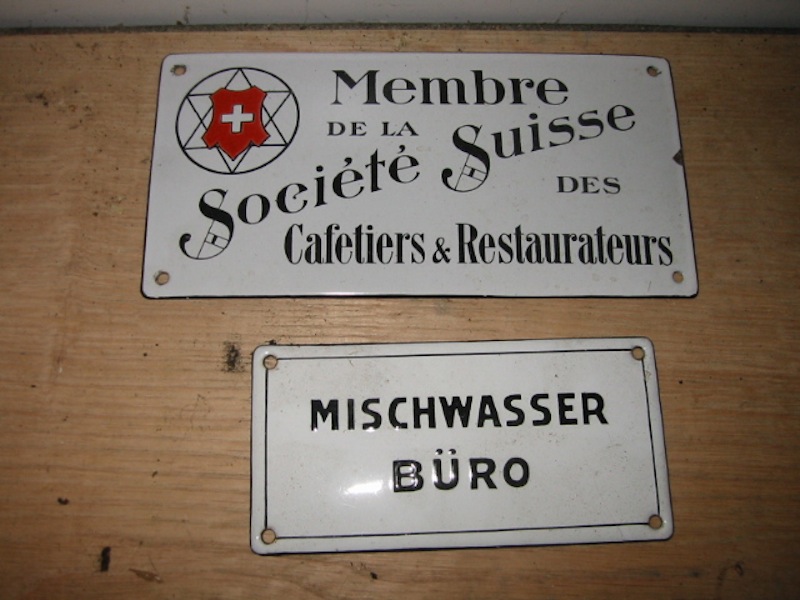 Membre
DE LA
Société Suisse
DES
Cafetiers & Restaurateurs
MISCHWASSER
BÜRO